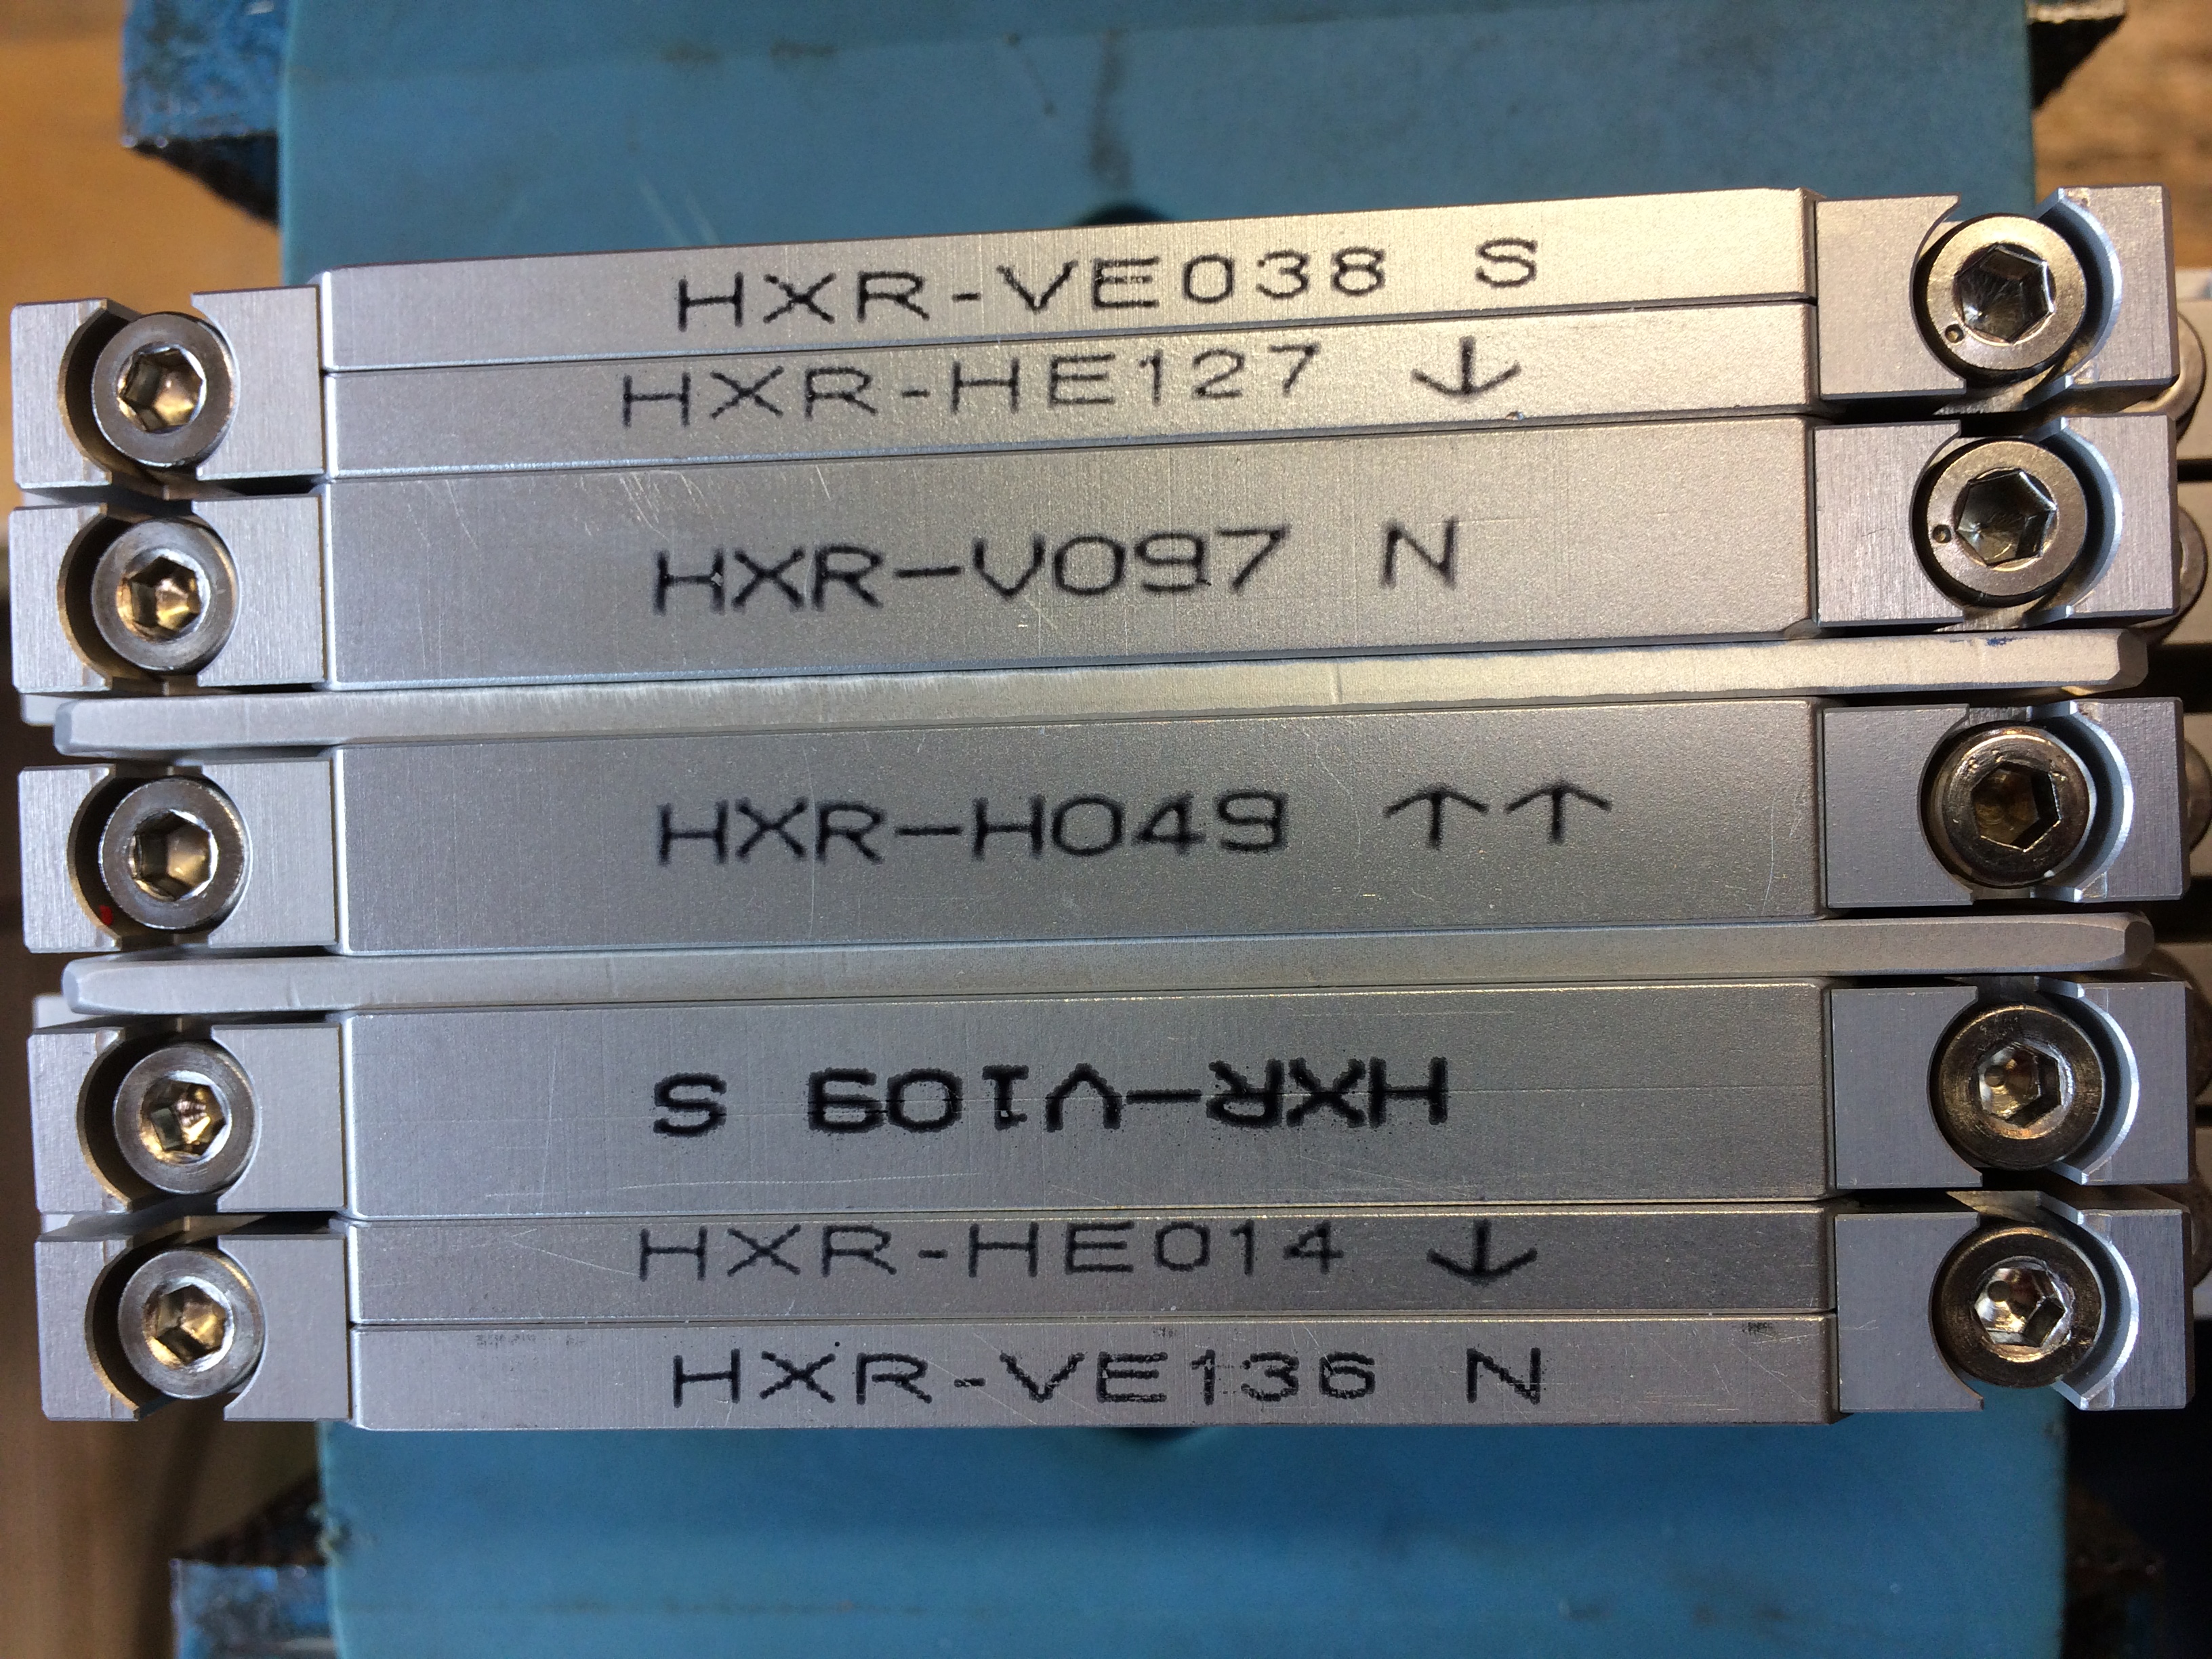 HXR-VE038 S
HXR-HE127 ↓
HXR-V097 N
HXR-H049 ↑↑
HXR-V109 S
HXR-HE014 ↓
HXR-VE136 N